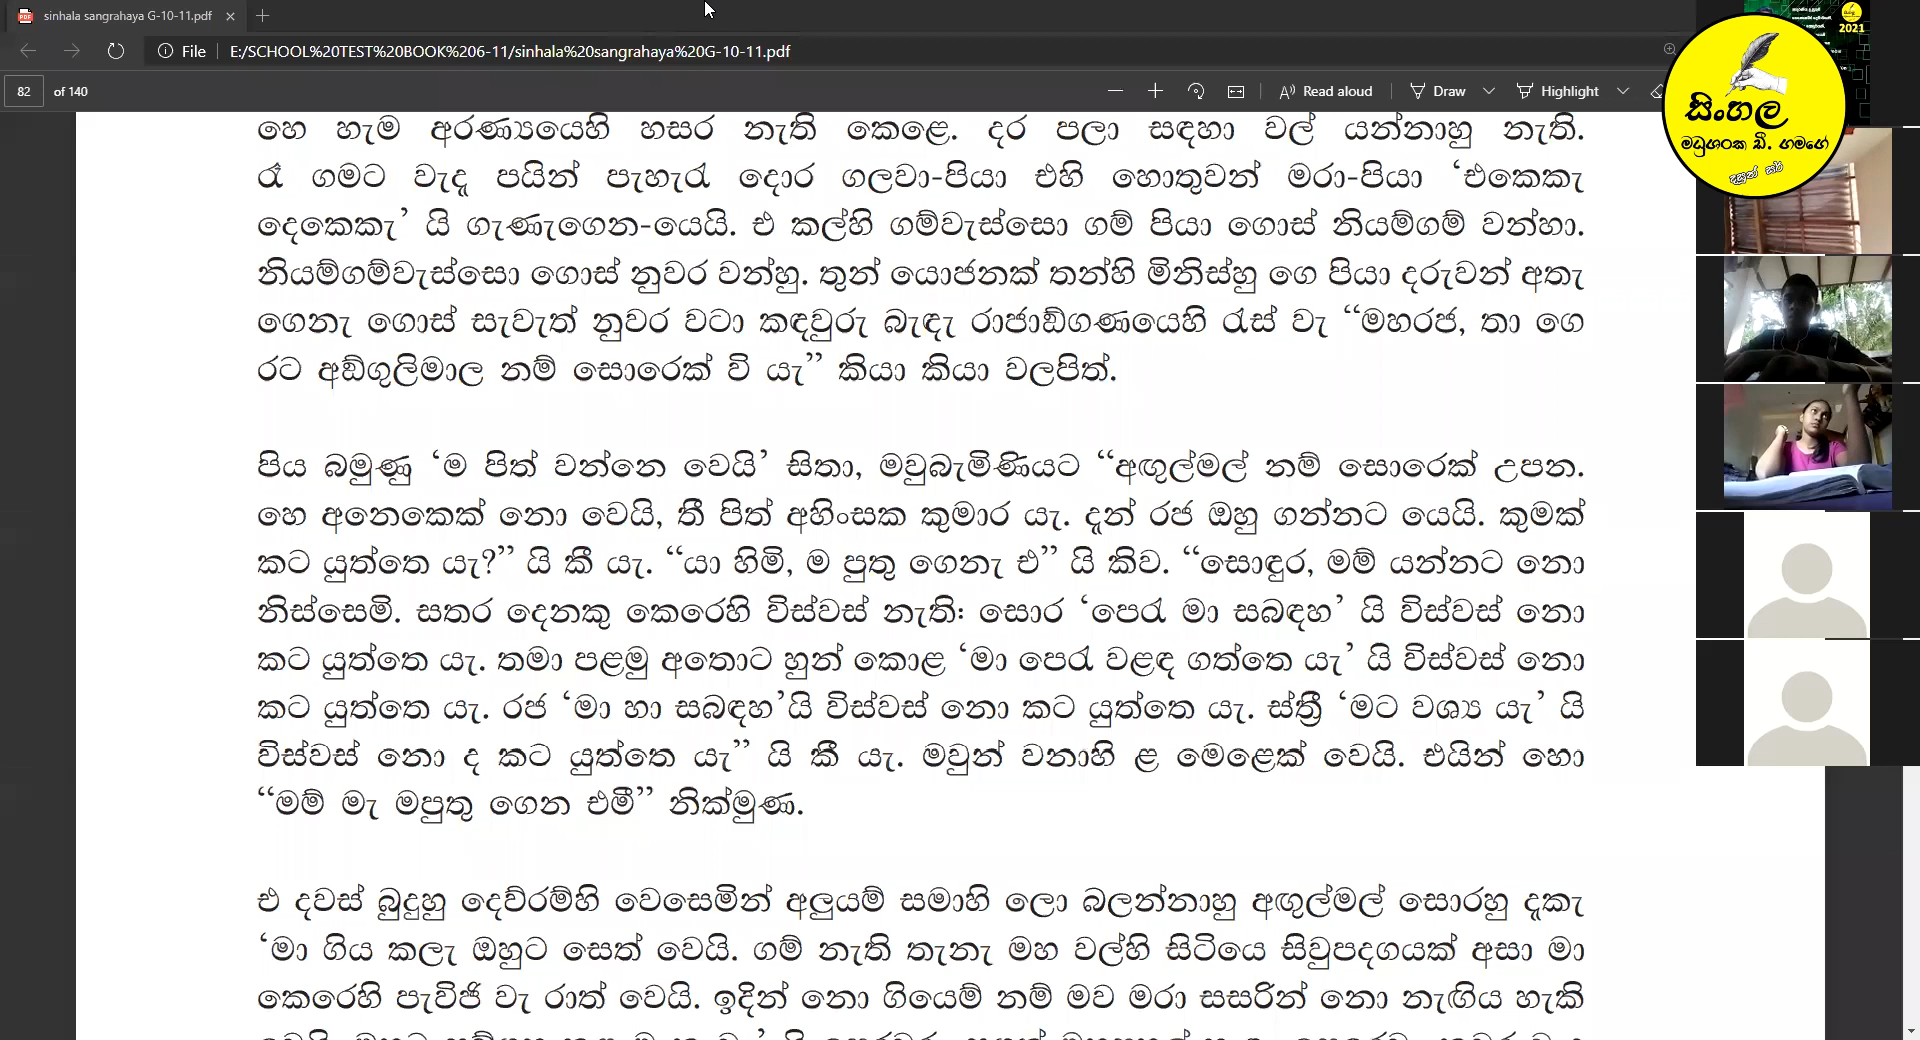 sinhala sangrahaya G-10-11.pdf
File E:/SCHOOL%20TEST%20BOOK%206-11/sinhala%20sangrahaya%20G-10-11.pdf
82 of 140
Read aloud Draw Highlight
2021
සිංහල
මධුශංක ඩී. ගමගේ
හෙ හැම අරණ්‍යයෙහි හසර නැති කෙළෙ. දර පලා සඳහා වල් යන්නාහු නැති.
රෑ ගමට වැදැ පයින් පැහැරැ දොර ගලවා-පියා එහි හොතුවන් මරා-පියා ‘එකෙකැ
දෙකෙකැ’ යි ගැණැගෙන-යෙයි. එ කල්හි ගම්වැස්සො ගම් පියා ගොස් නියම්ගම් වන්හා.
නියම්ගම්වැස්සො ගොස් නුවර වන්හු. තුන් යොජනක් තන්හි මිනිස්හු ගෙ පියා දරුවන් අතැ
ගෙනැ ගොස් සැවැත් නුවර වටා කඳවුරු බැඳැ රාජාඞ්ගණයෙහි රැස් වැ “මහරජ, තා ගෙ
රට අඞ්ගුලිමාල නම් සොරෙක් වි යැ” කියා කියා වලපිත්.
පිය බමුණු ‘ම පිත් වන්නෙ වෙයි’ සිතා, මවුබැමිණියට “අඟුල්මල් නම් සොරෙක් උපන.
හෙ අනෙකෙක් නො වෙයි, තී පිත් අහිංසක කුමාර යැ. දැන් රජ ඔහු ගන්නට යෙයි. කුමක්
කට යුත්තෙ යැ?” යි කී යැ. “යා හිමි, ම පුතු ගෙනැ එ” යි කිව. “සොඳුර, මම් යන්නට නො
නිස්සෙමි. සතර දෙනකු කෙරෙහි විස්වස් නැති: සොර ‘පෙරැ මා සබඳහ’ යි විස්වස් නො
කට යුත්තෙ යැ. තමා පළමු අතොට හුන් කොළ ‘මා පෙරැ වළඳ ගත්තෙ යැ’ යි විස්වස් නො
කට යුත්තෙ යැ. රජ ‘මා හා සබඳහ’යි විස්වස් නො කට යුත්තෙ යැ. ස්ත්‍රී ‘මට වශ්‍ය යැ’ යි
විස්වස් නො ද කට යුත්තෙ යැ” යි කී යැ. මවුන් වනාහි ළ මෙළෙක් වෙයි. එයින් හො
“මම් මැ මපුතු ගෙන එමී” නික්මුණ.
එ දවස් බුදුහු දෙව්රම්හි වෙසෙමින් අලුයම් සමාහි ලො බලන්නාහු අඟුල්මල් සොරහු දැකැ
‘මා ගිය කලැ ඔහුට සෙත් වෙයි. ගම් නැති තැනැ මහ වල්හි සිටියෙ සිවුපදගයක් අසා මා
කෙරෙහි පැවිජි වැ රාත් වෙයි. ඉදින් නො ගියෙම් නම් මව මරා සසරින් නො නැඟිය හැකි